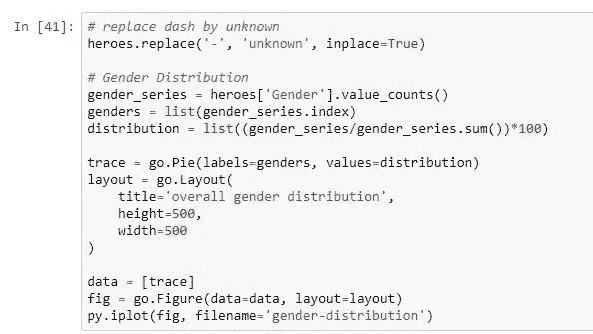 In [41]: # replace dash by unknown
heroes.replace('-', 'unknown', inplace=True)

# Gender Distribution
gender_series = heroes['Gender'].value_counts()
genders = list(gender_series.index)
distribution = list((gender_series/gender_series.sum())*100)

trace = go.Pie(labels=genders, values=distribution)
layout = go.Layout(
    title='overall gender distribution',
    height=500,
    width=500
)

data = [trace]
fig = go.Figure(data=data, layout=layout)
py.iplot(fig, filename='gender-distribution')